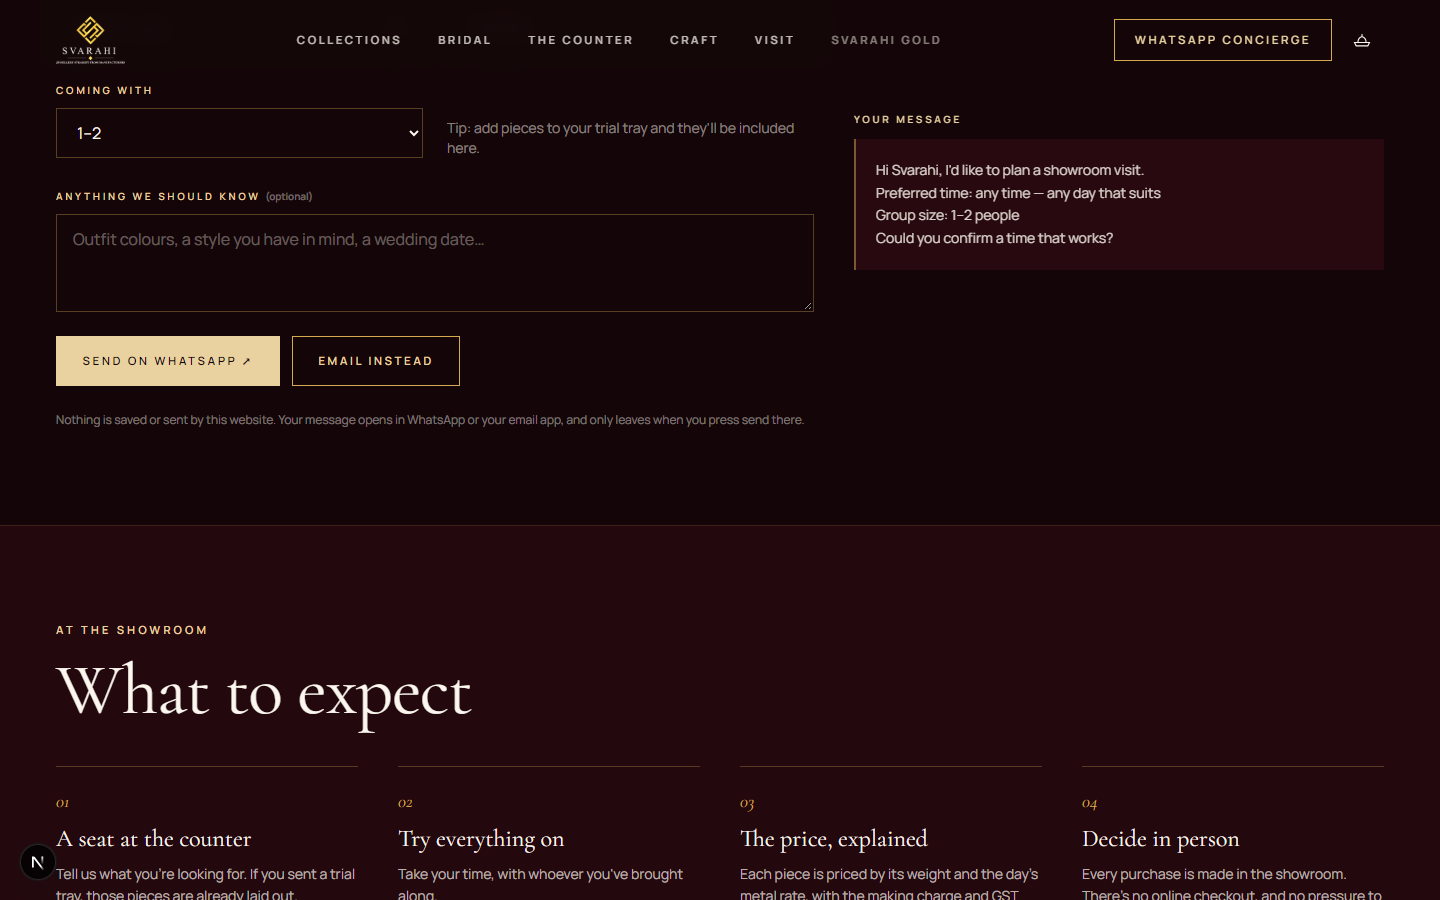 SVARAHI
COLLECTIONS
BRIDAL
THE COUNTER
CRAFT
VISIT
SVARAHI GOLD
WHATSAPP CONCIERGE
COMING WITH
1–2
Tip: add pieces to your trial tray and they'll be included
here.
ANYTHING WE SHOULD KNOW (optional)
Outfit colours, a style you have in mind, a wedding date…
SEND ON WHATSAPP ↗
EMAIL INSTEAD
Nothing is saved or sent by this website. Your message opens in WhatsApp or your email app, and only leaves when you press send there.
YOUR MESSAGE
Hi Svarahi, I'd like to plan a showroom visit.
Preferred time: any time — any day that suits
Group size: 1–2 people
Could you confirm a time that works?
AT THE SHOWROOM
What to expect
01
A seat at the counter
Tell us what you're looking for. If you sent a trial
tray, those pieces are already laid out.
02
Try everything on
Take your time, with whoever you've brought
along.
03
The price, explained
Each piece is priced by its weight and the day's
metal rate, with the making charge and GST
04
Decide in person
Every purchase is made in the showroom.
There's no online checkout, and no pressure to
N